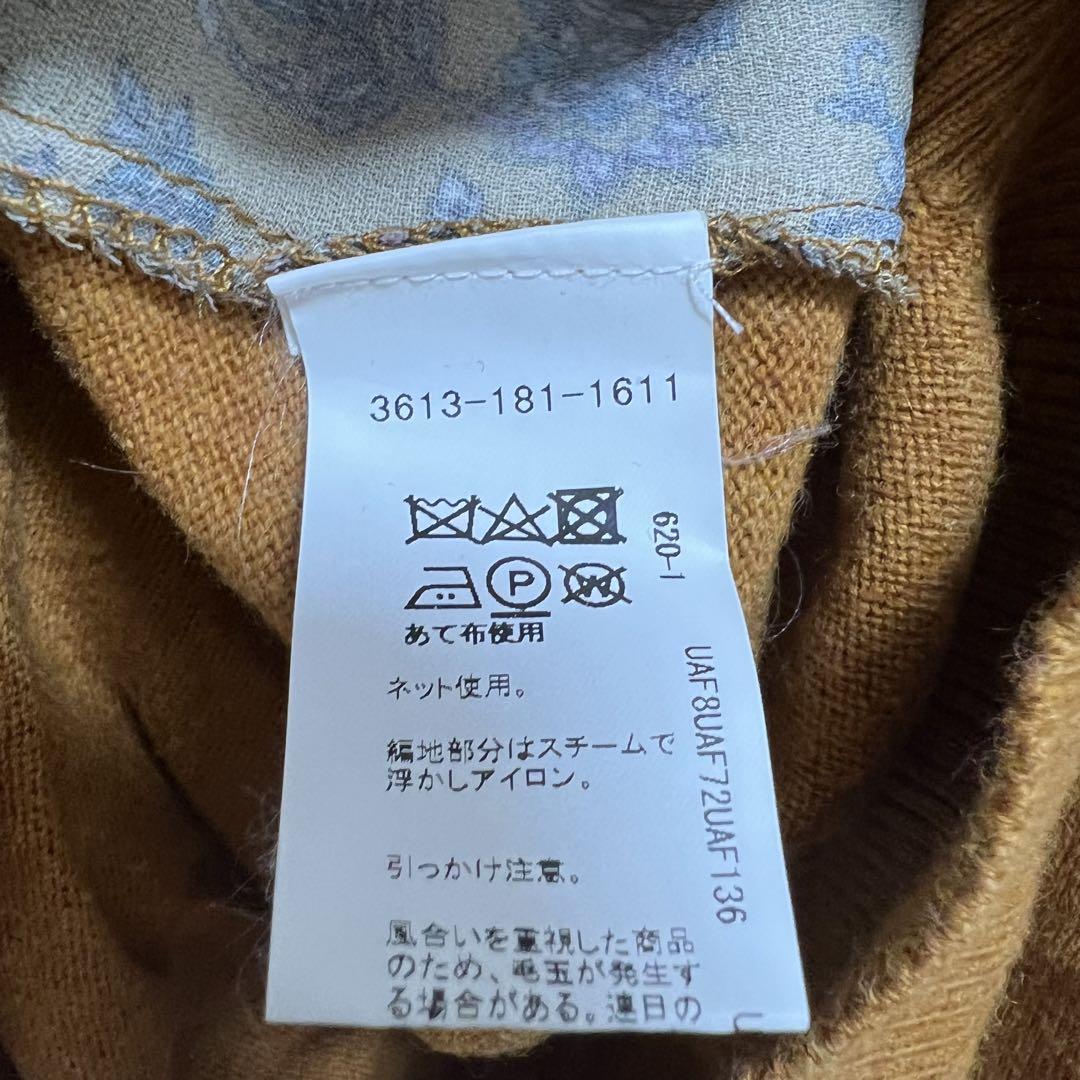 3613-181-1611
620-1
P
W
あて布使用
ネット使用。
UAF8UAF72UAF136
編地部分はスチームで
浮かしアイロン。
引っかけ注意。
風合いを重視した商品
のため、毛玉が発生す
る場合がある。連日の